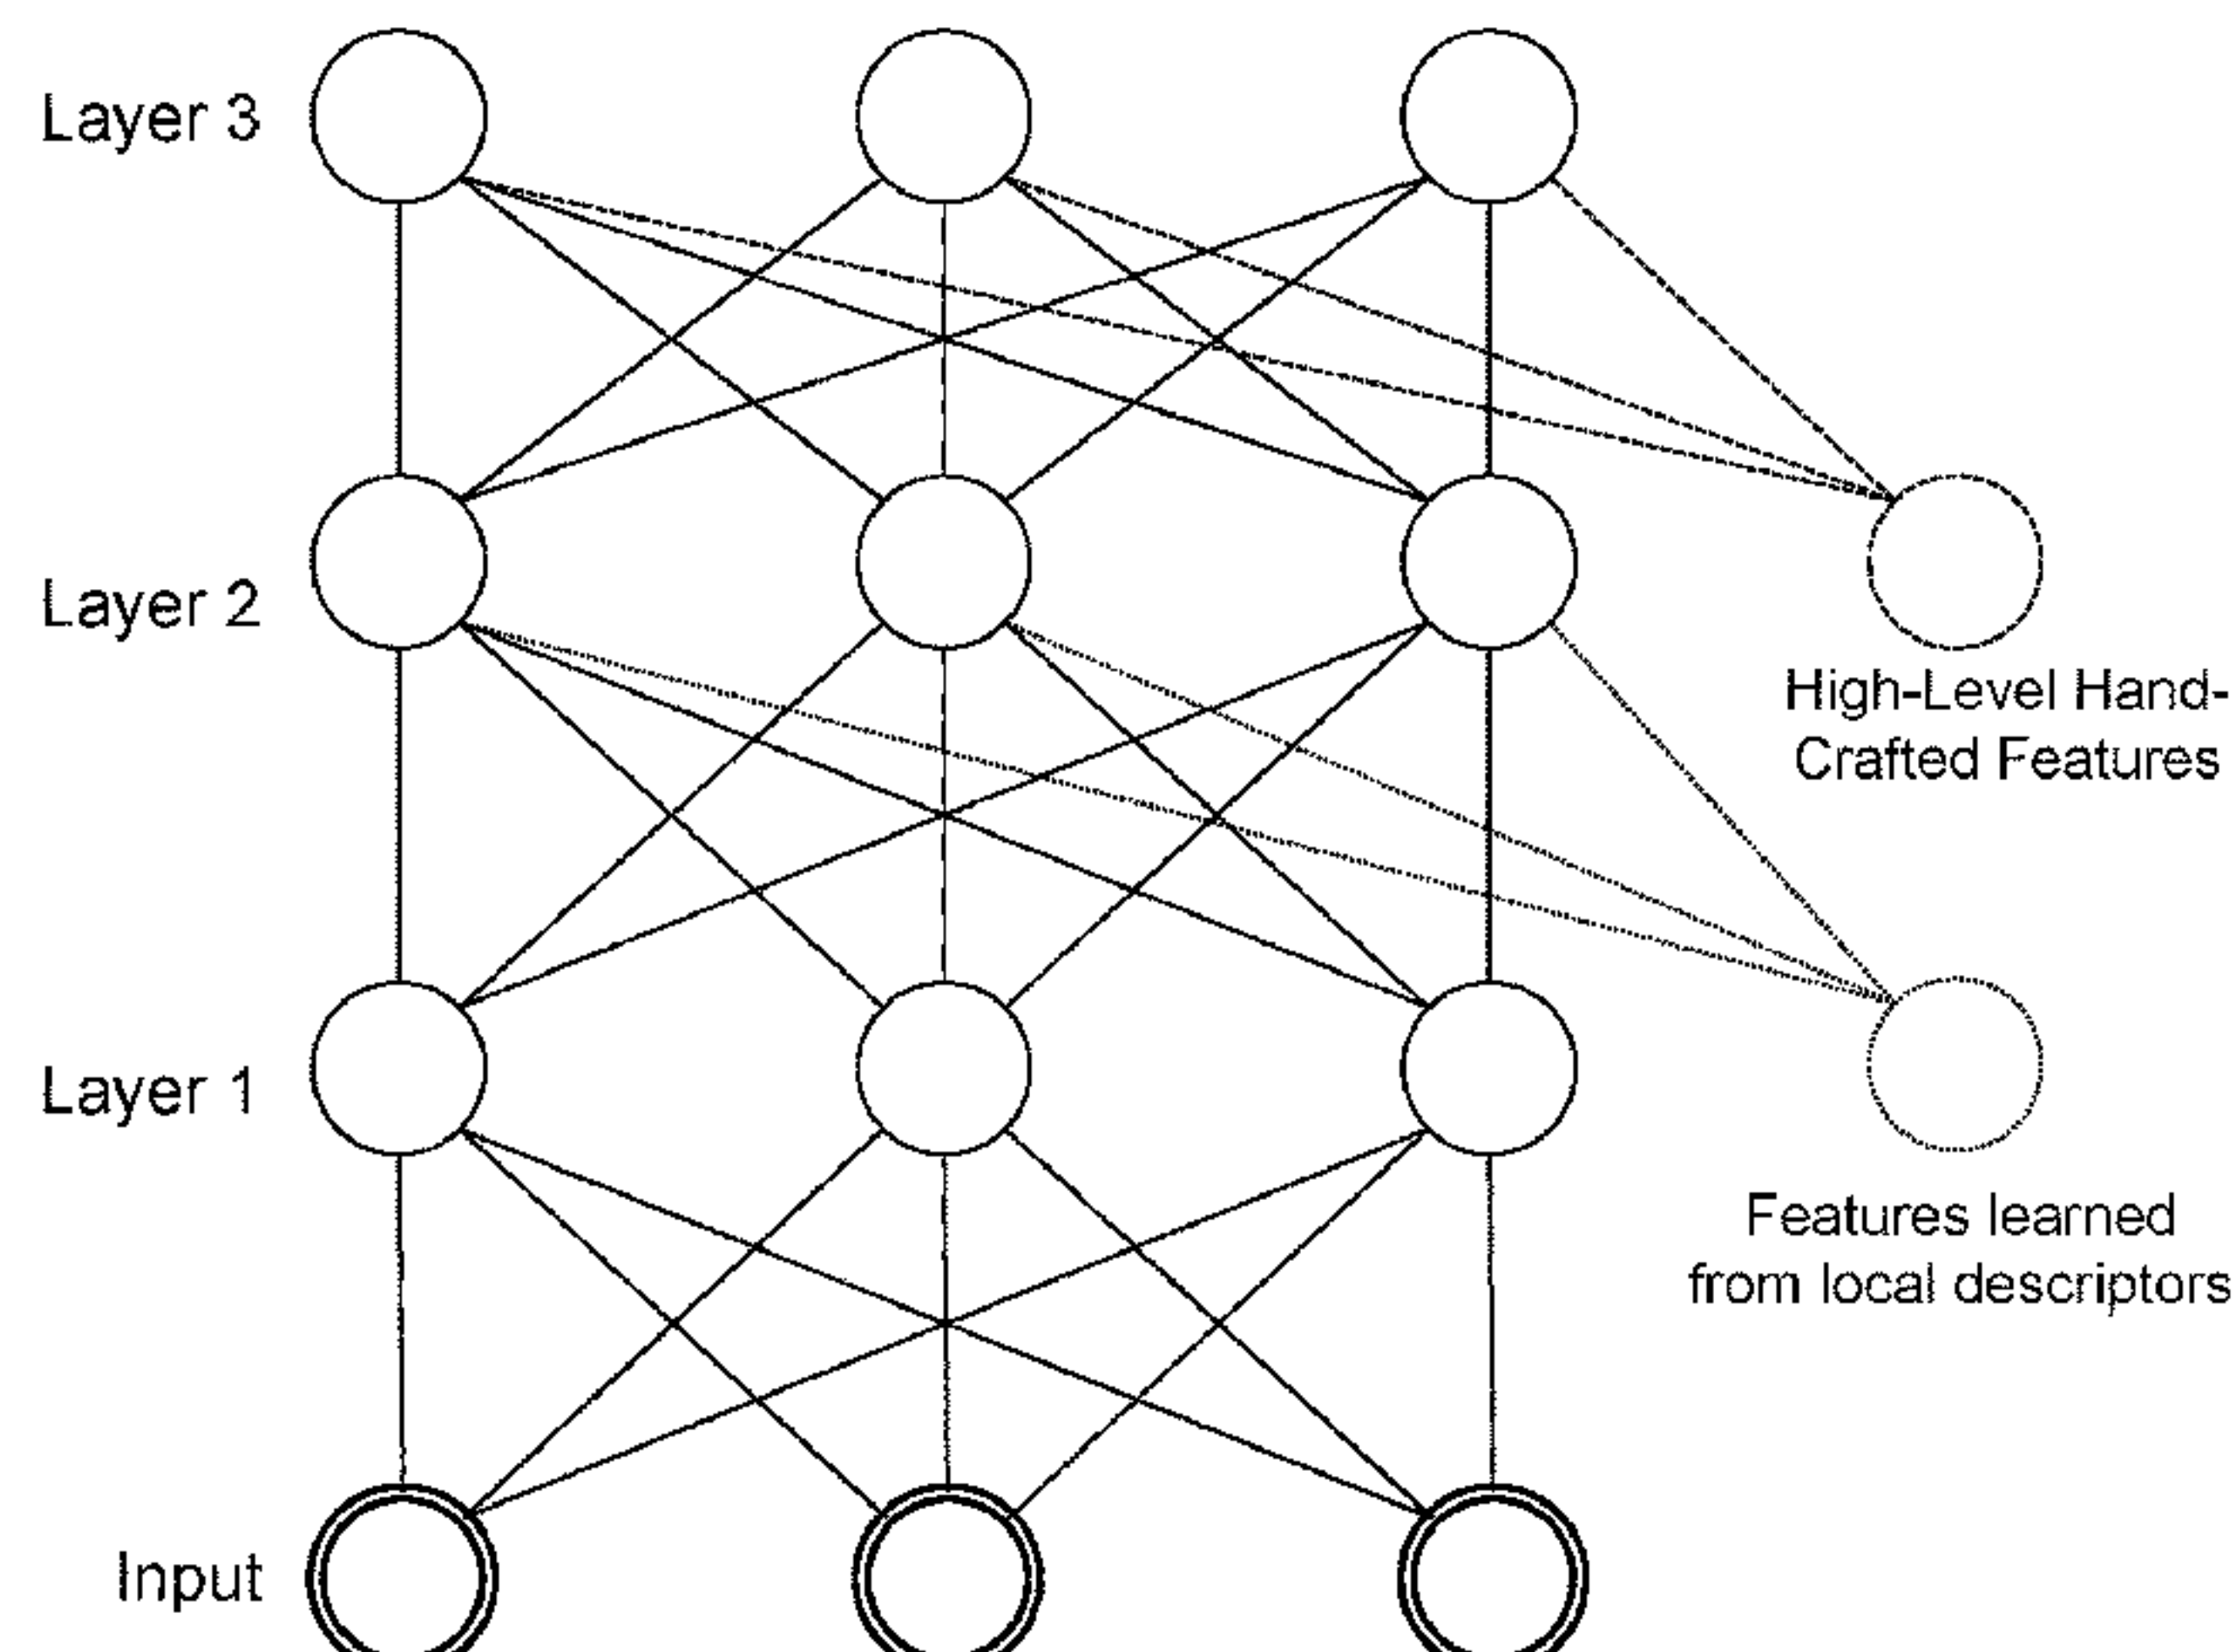 Layer 3
Layer 2
High-Level Hand-
Crafted Features
Layer 1
Features learned
from local descriptors
Input